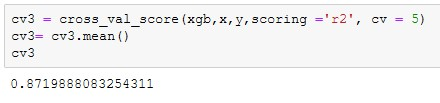 cv3 = cross_val_score(xgb,x,y,scoring ='r2', cv = 5)
cv3= cv3.mean()
cv3
0.8719888083254311